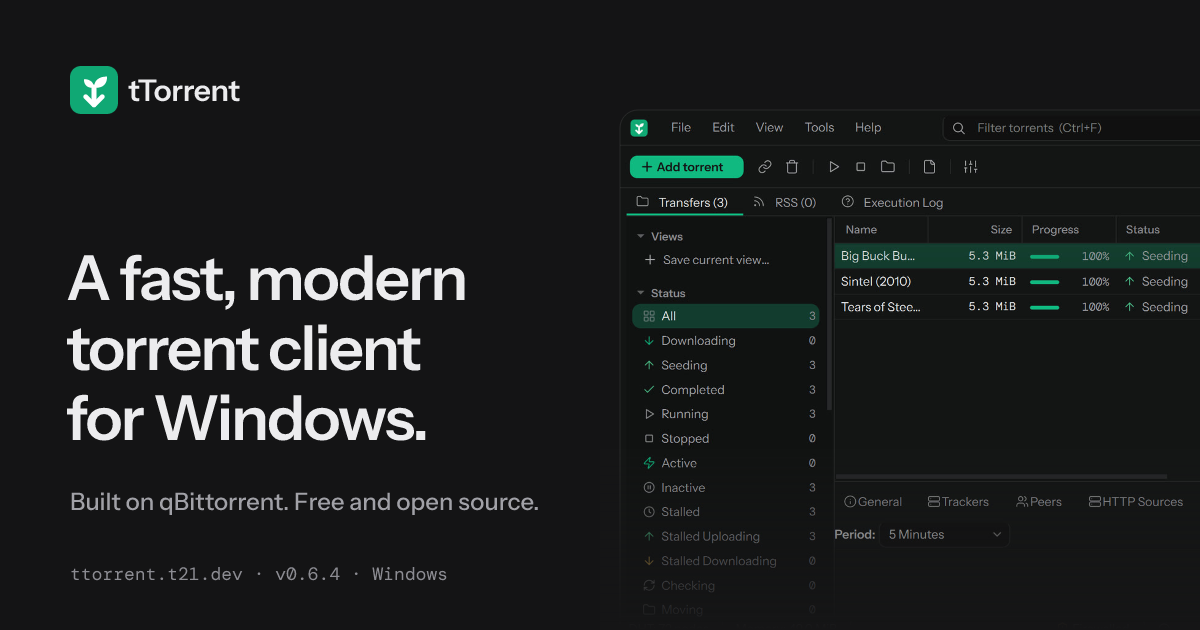 tTorrent
A fast, modern
torrent client
for Windows.
Built on qBittorrent. Free and open source.
ttorrent.t21.dev · v0.6.4 · Windows
File Edit View Tools Help Filter torrents (Ctrl+F)
+ Add torrent
Transfers (3) RSS (0) Execution Log
Views
+ Save current view...
Status
All 3
Downloading 0
Seeding 3
Completed 3
Running 3
Stopped 0
Active 0
Inactive 3
Stalled 3
Stalled Uploading 3
Stalled Downloading 0
Checking 0
Moving 0
Name Size Progress Status
Big Buck Bu... 5.3 MiB 100% Seeding
Sintel (2010) 5.3 MiB 100% Seeding
Tears of Stee... 5.3 MiB 100% Seeding
General Trackers Peers HTTP Sources
Period: 5 Minutes